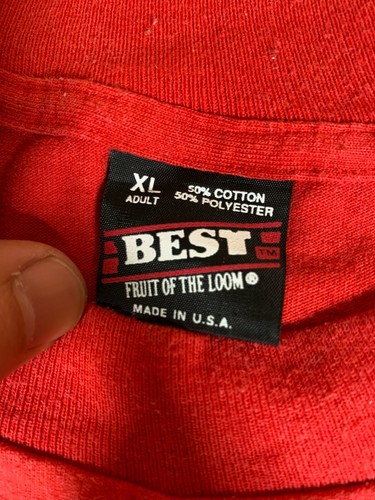 XL
ADULT
50% COTTON
50% POLYESTER
BEST
TM
FRUIT OF THE LOOM®
MADE IN U.S.A.